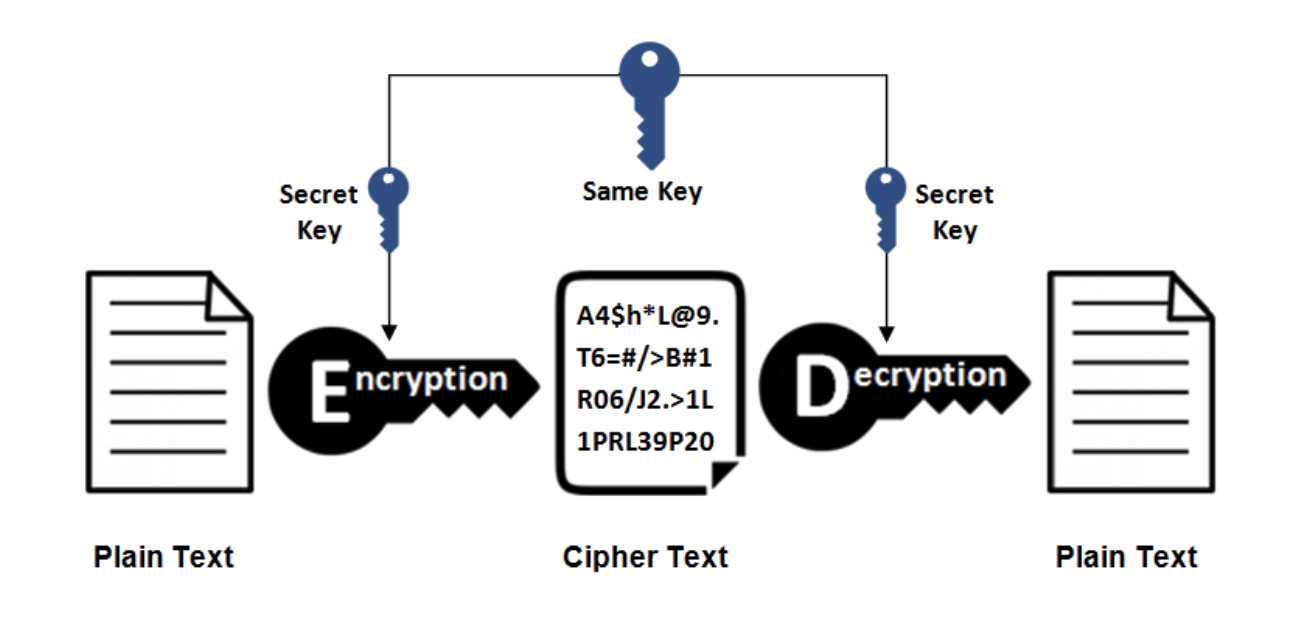 Same Key
Secret
Key
Secret
Key
Encryption
A4$h*L@9.
T6=#/>B#1
R06/J2.>1L
1PRL39P20
Decryption
Plain Text
Cipher Text
Plain Text